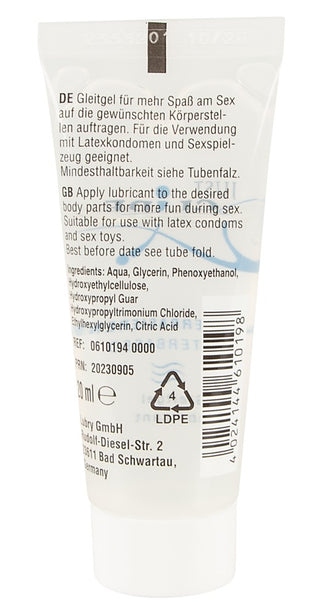 DE Gleitgel für mehr Spaß am Sex
auf die gewünschten Körperstel-
len auftragen. Für die Verwendung
mit Latexkondomen und Sexspiel-
zeug geeignet.
Mindesthaltbarkeit siehe Tubenfalz.
GB Apply lubricant to the desired
body parts for more fun during sex.
Suitable for use with latex condoms
and sex toys.
Best before date see tube fold.
Ingredients: Aqua, Glycerin, Phenoxyethanol,
Hydroxyethylcellulose,
Hydroxypropyl Guar
Hydroxypropyltrimonium Chloride,
Ethylhexylglycerin, Citric Acid
REF: 0610194 0000
PRN: 20230905
20 ml ℮
4
LDPE
Lubry GmbH
Rudolf-Diesel-Str. 2
23611 Bad Schwartau,
Germany
4 024144 610198